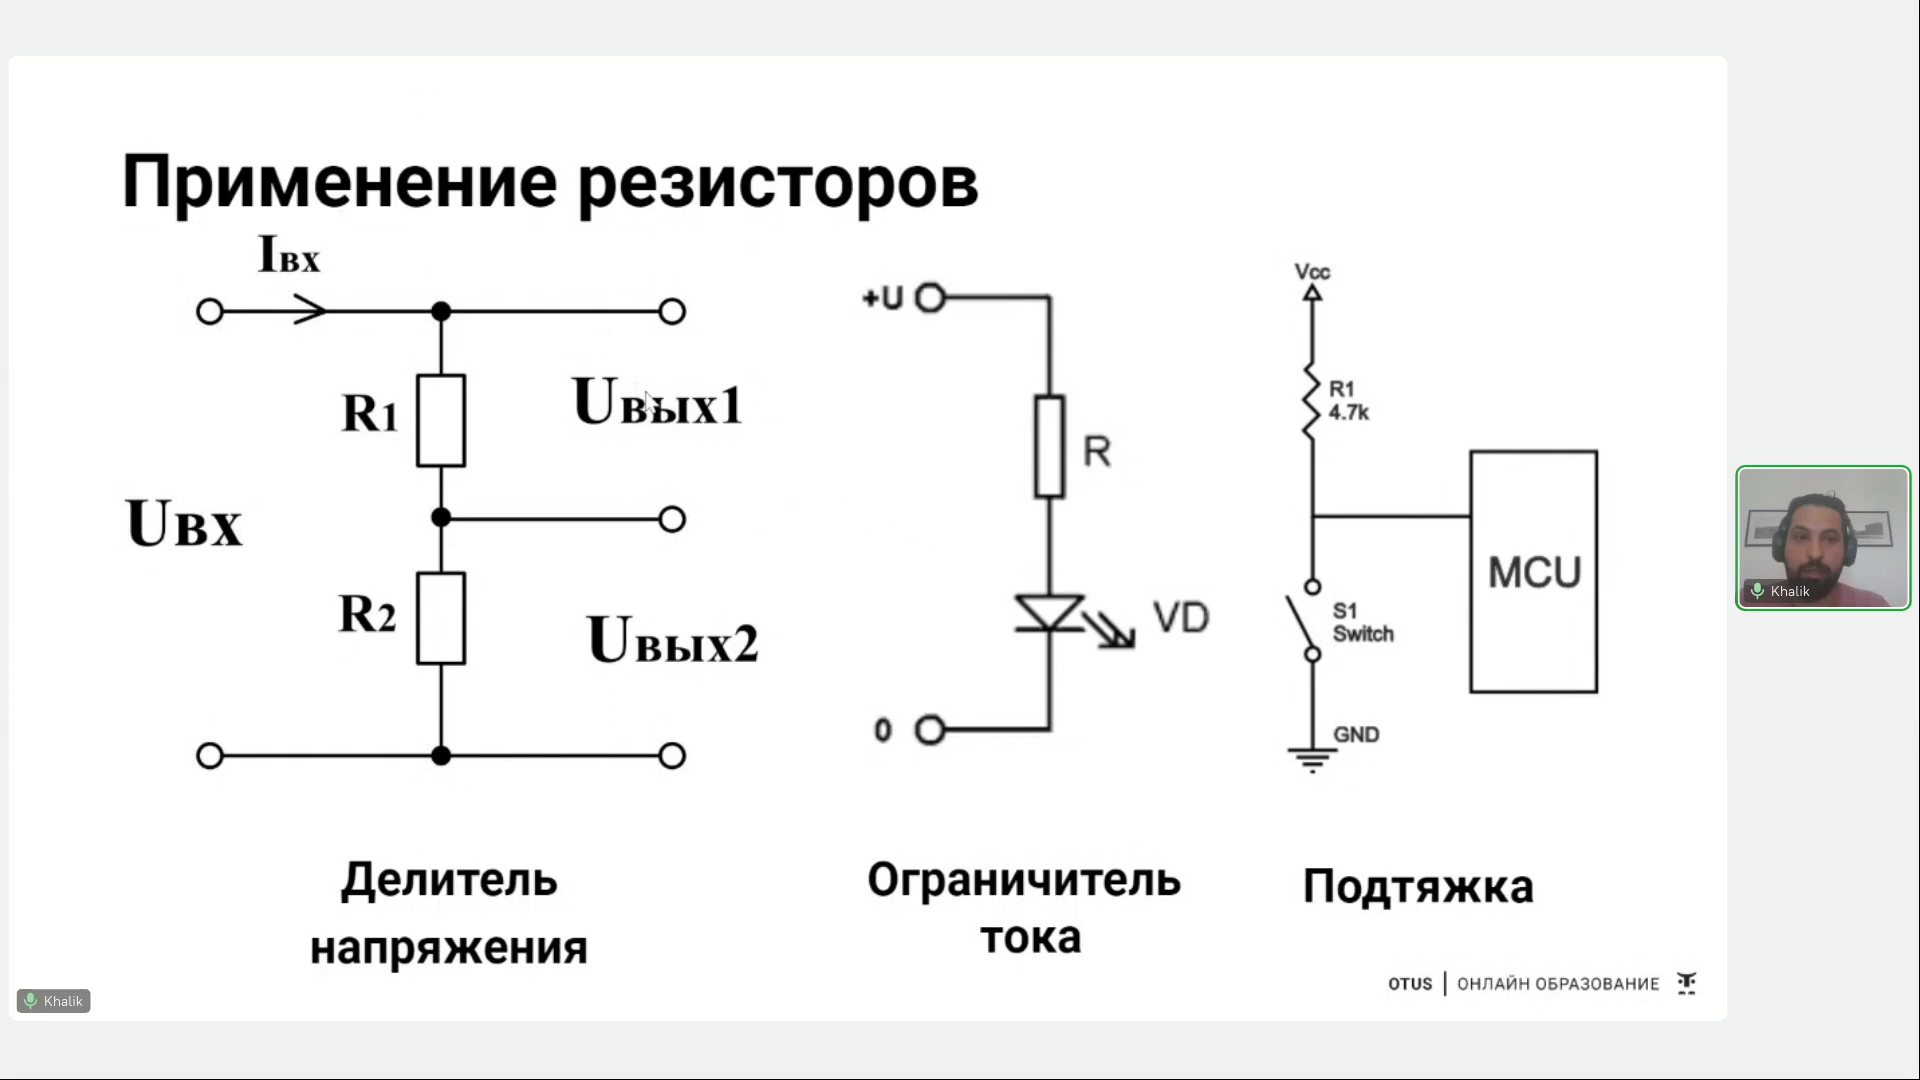 Применение резисторов
Iвх
R1
Uвых1
Uвх
R2
Uвых2
Делитель
напряжения
+U
R
VD
0
Ограничитель
тока
Vcc
R1
4.7k
MCU
S1
Switch
GND
Подтяжка
OTUS | ОНЛАЙН ОБРАЗОВАНИЕ
Khalik
Khalik